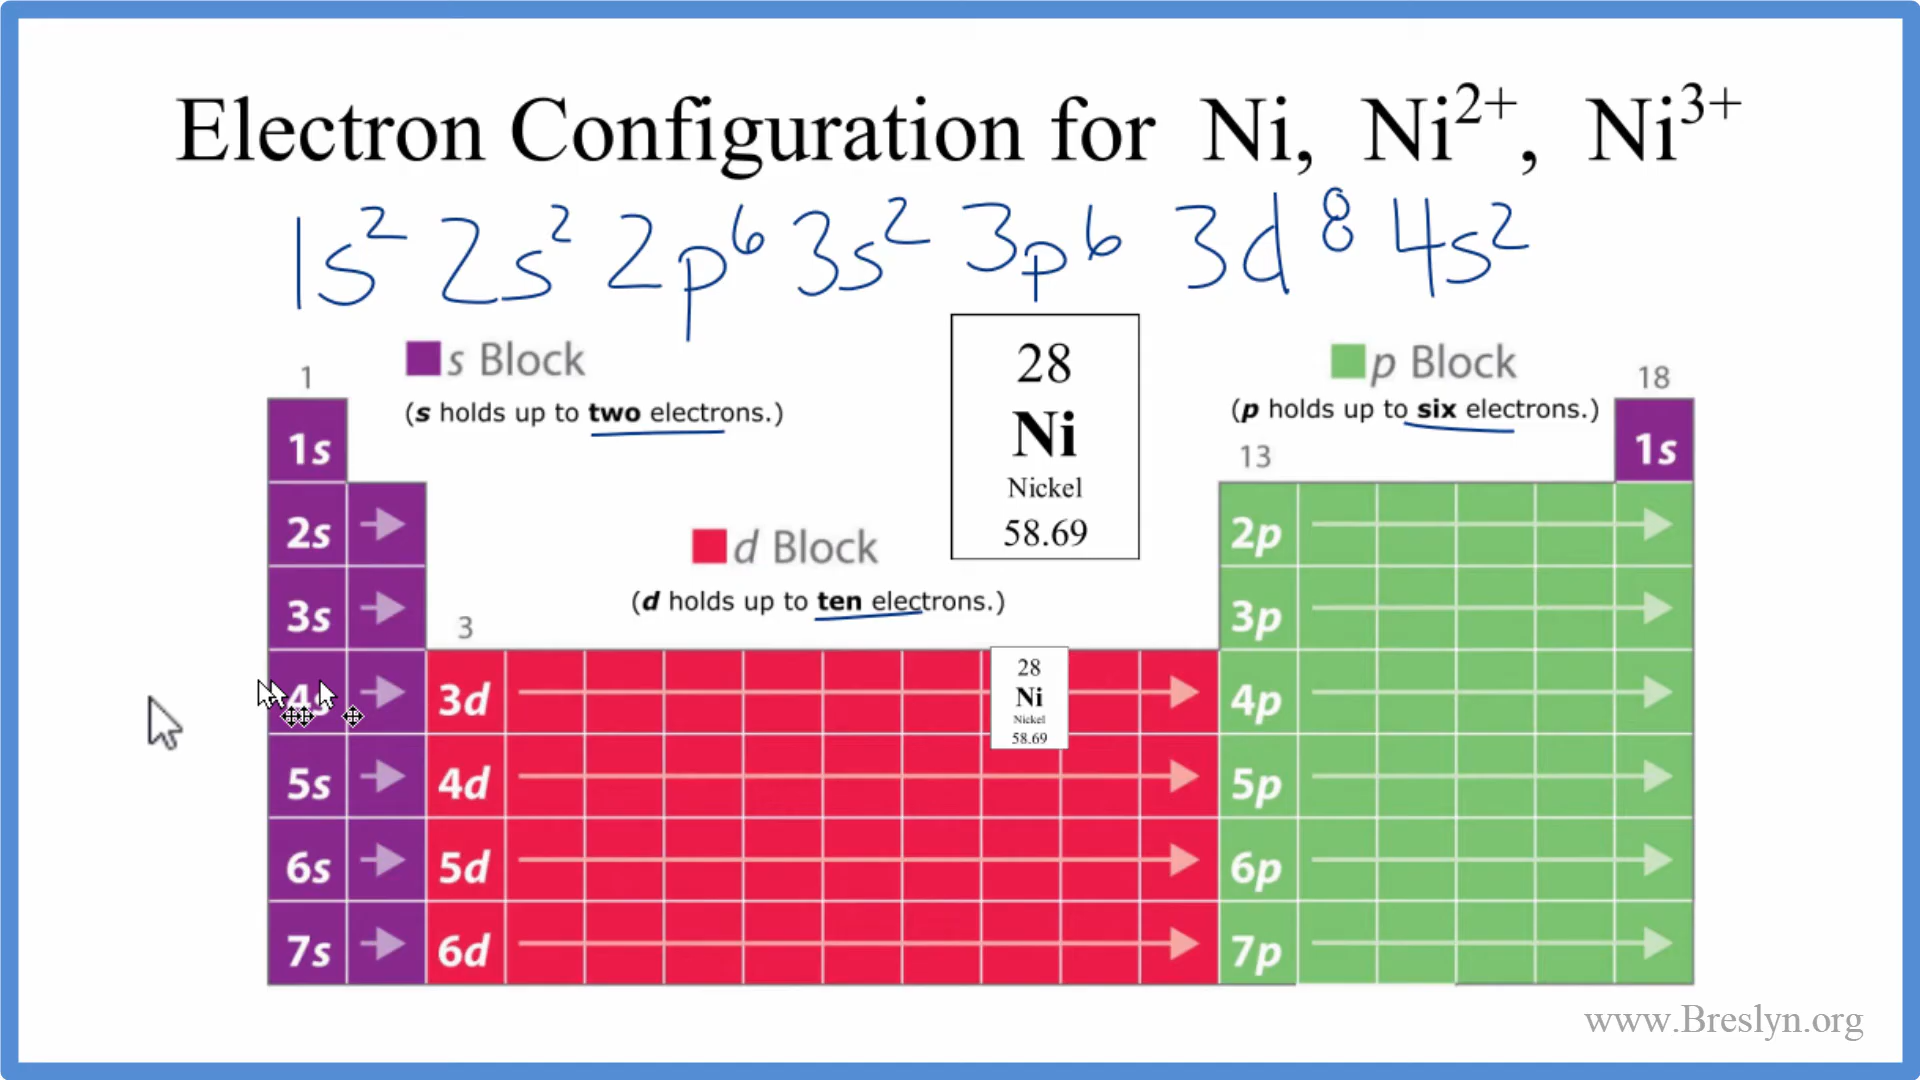 Electron Configuration for Ni, Ni²⁺, Ni³⁺
1s² 2s² 2p⁶ 3s² 3p⁶ 3d⁸ 4s²
s Block
(s holds up to two electrons.)
28
Ni
Nickel
58.69
p Block
(p holds up to six electrons.)
1
18
13
d Block
(d holds up to ten electrons.)
3
1s 1s
2s 2p
3s 3p
4s 3d 4p
28
Ni
Nickel
58.69
5s 4d 5p
6s 5d 6p
7s 6d 7p
www.Breslyn.org